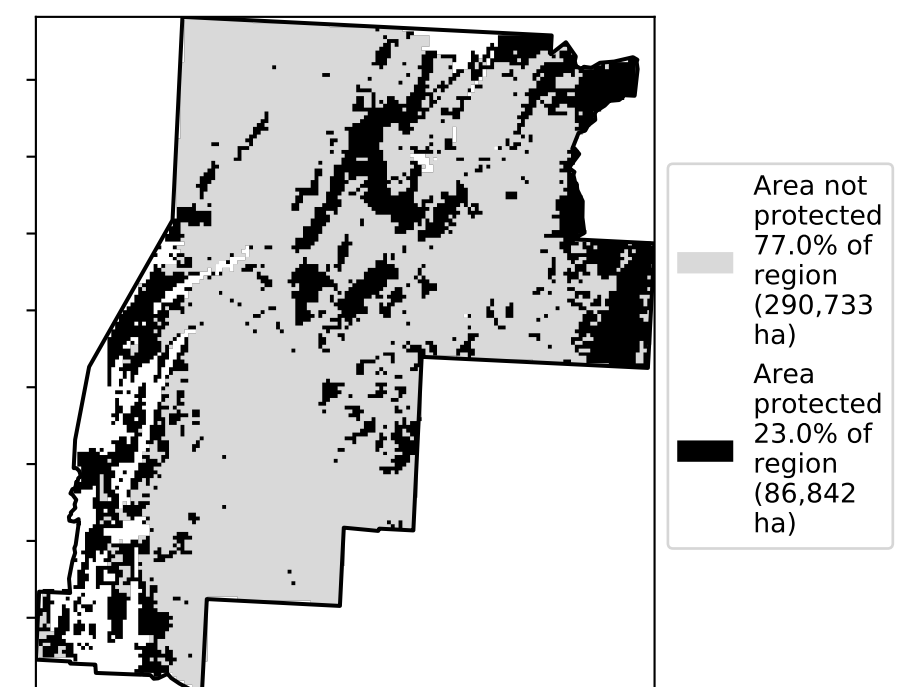 Area not
protected
77.0% of
region
(290,733
ha)
Area
protected
23.0% of
region
(86,842
ha)